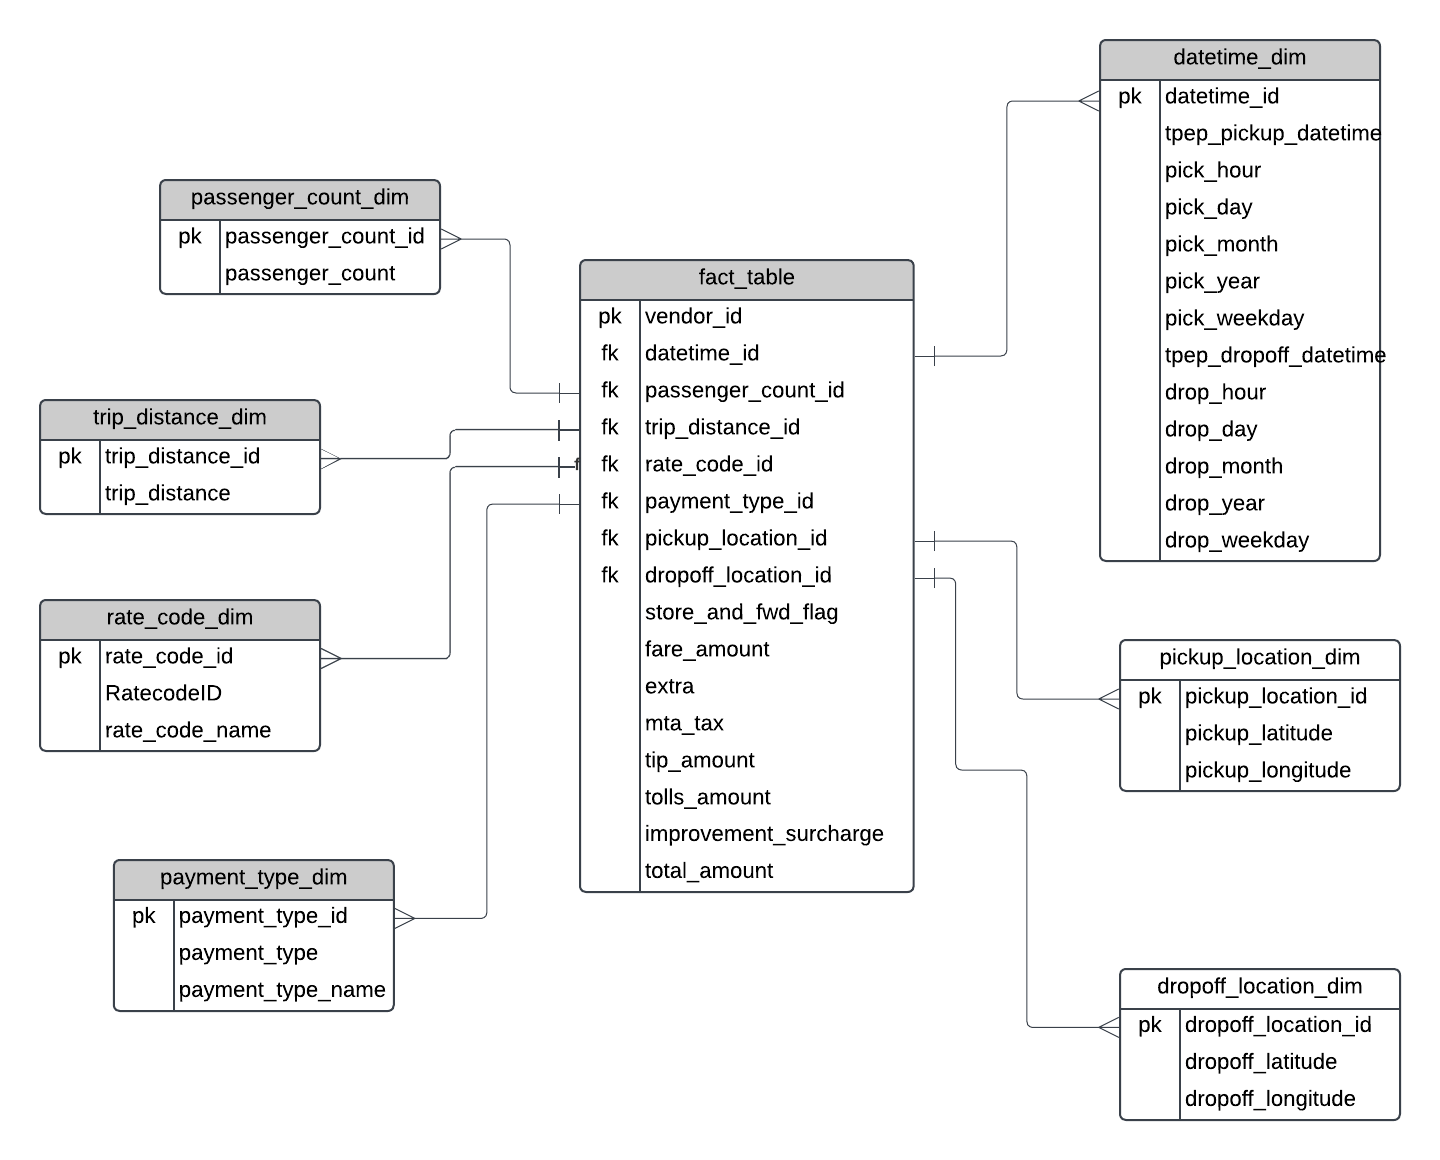 datetime_dim
pk datetime_id
tpep_pickup_datetime
pick_hour
pick_day
pick_month
pick_year
pick_weekday
tpep_dropoff_datetime
drop_hour
drop_day
drop_month
drop_year
drop_weekday
passenger_count_dim
pk passenger_count_id
passenger_count
fact_table
pk vendor_id
fk datetime_id
fk passenger_count_id
fk trip_distance_id
fk rate_code_id
fk payment_type_id
fk pickup_location_id
fk dropoff_location_id
store_and_fwd_flag
fare_amount
extra
mta_tax
tip_amount
tolls_amount
improvement_surcharge
total_amount
trip_distance_dim
pk trip_distance_id
trip_distance
rate_code_dim
pk rate_code_id
RatecodeID
rate_code_name
pickup_location_dim
pk pickup_location_id
pickup_latitude
pickup_longitude
payment_type_dim
pk payment_type_id
payment_type
payment_type_name
dropoff_location_dim
pk dropoff_location_id
dropoff_latitude
dropoff_longitude